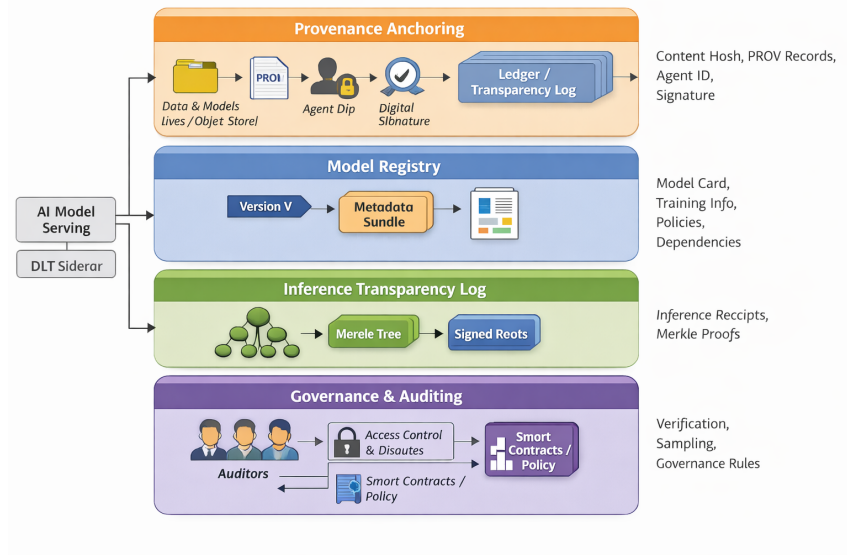 Provenance Anchoring
PROI
Data & Models
Lives / Objet Storel
Agent Dip
Digital
Slbnature
Ledger /
Transparency Log
Content Hash, PROV Records,
Agent ID,
Signature
Model Registry
Version V
Metadata
Sundle
Model Card,
Training Info,
Policies,
Dependencies
AI Model
Serving
DLT Siderar
Inference Transparency Log
Merele Tree
Signed Roots
Inference Reccipts,
Merkle Proofs
Governance & Auditing
Auditors
Access Control
& Disautes
Smart Contracts /
Policy
Smort
Contracts /
Policy
Verification,
Sampling,
Governance Rules